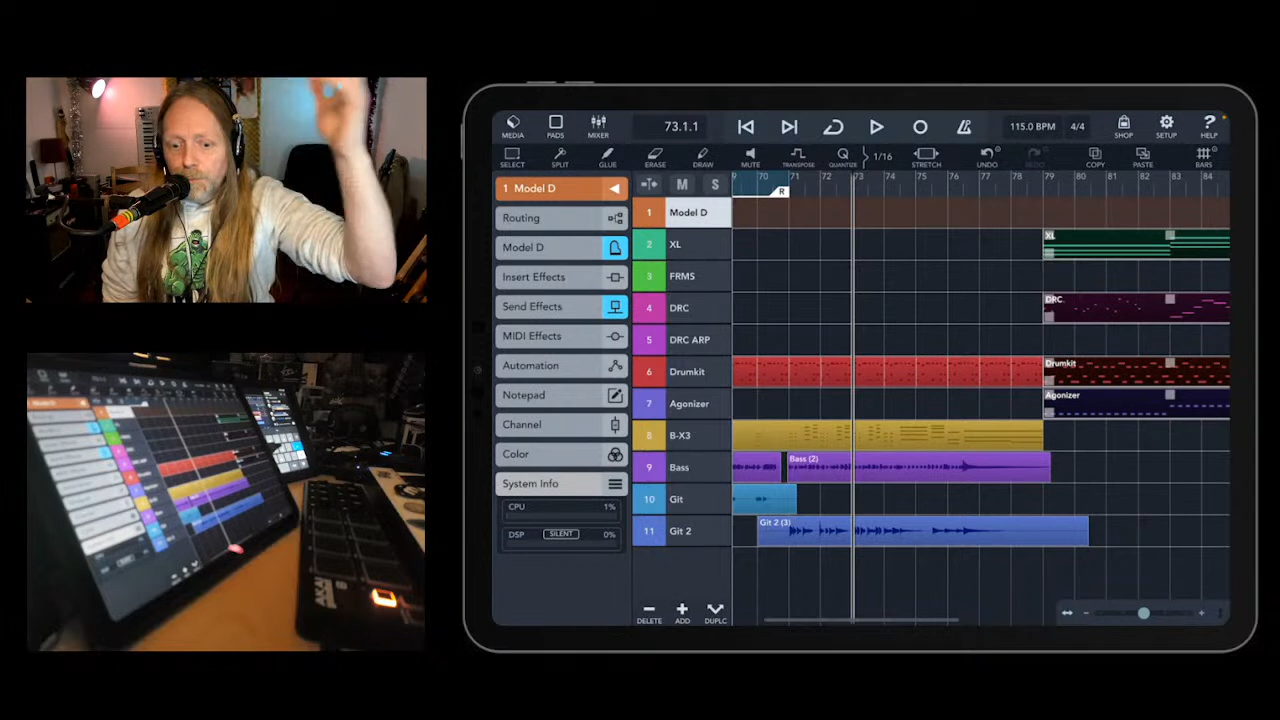 MEDIA PADS MIXER 73.1.1 115.0 BPM 4/4 SHOP SETUP HELP
SELECT SPLIT GLUE ERASE DRAW MUTE TRANSPOSE QUANTIZE 1/16 STRETCH UNDO REDO COPY PASTE BARS
1 Model D
M S
9 70 71 72 73 74 75 76 77 78 79 80 81 82 83 84
R
Routing
Model D
Insert Effects
Send Effects
MIDI Effects
Automation
Notepad
Channel
Color
System Info
CPU 1%
DSP SILENT 0%
1 Model D
2 XL
XL
3 FRMS
4 DRC
DRC
5 DRC ARP
6 Drumkit
Drumkit
7 Agonizer
Agonizer
8 B-X3
9 Bass
Bass (2)
10 Git
11 Git 2
Git 2 (3)
DELETE ADD DUPLC
AKAI